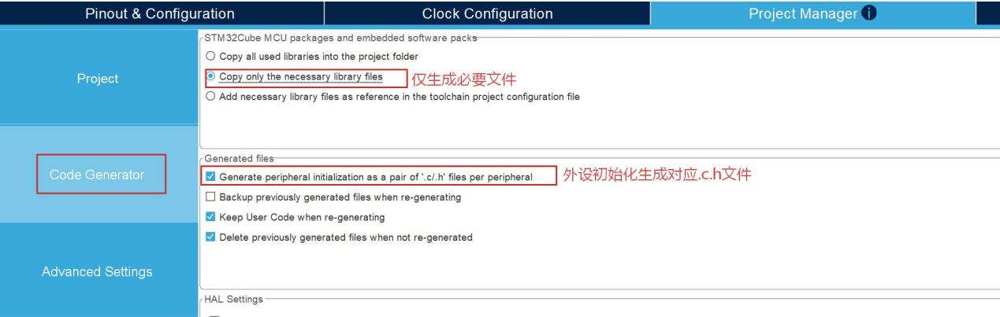 Pinout & Configuration Clock Configuration Project Manager
STM32Cube MCU packages and embedded software packs
Copy all used libraries into the project folder
Project
Copy only the necessary library files 仅生成必要文件
Add necessary library files as reference in the toolchain project configuration file
Generated files
Code Generator
Generate peripheral initialization as a pair of '.c/.h' files per peripheral 外设初始化生成对应.c.h文件
Backup previously generated files when re-generating
Keep User Code when re-generating
Delete previously generated files when not re-generated
Advanced Settings
HAL Settings